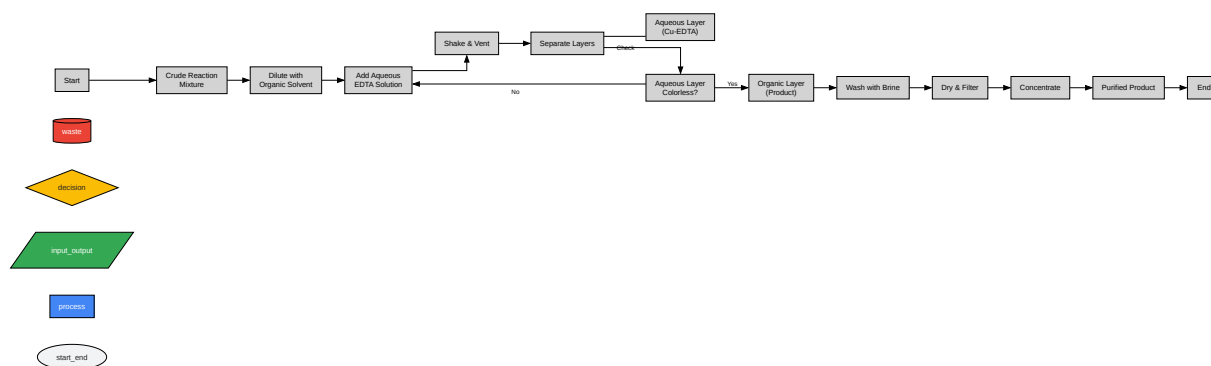 Start
Crude Reaction
Mixture
Dilute with
Organic Solvent
Add Aqueous
EDTA Solution
Shake & Vent
Separate Layers
Aqueous Layer
(Cu-EDTA)
Check
Aqueous Layer
Colorless?
No
Yes
Organic Layer
(Product)
Wash with Brine
Dry & Filter
Concentrate
Purified Product
End
waste
decision
input_output
process
start_end